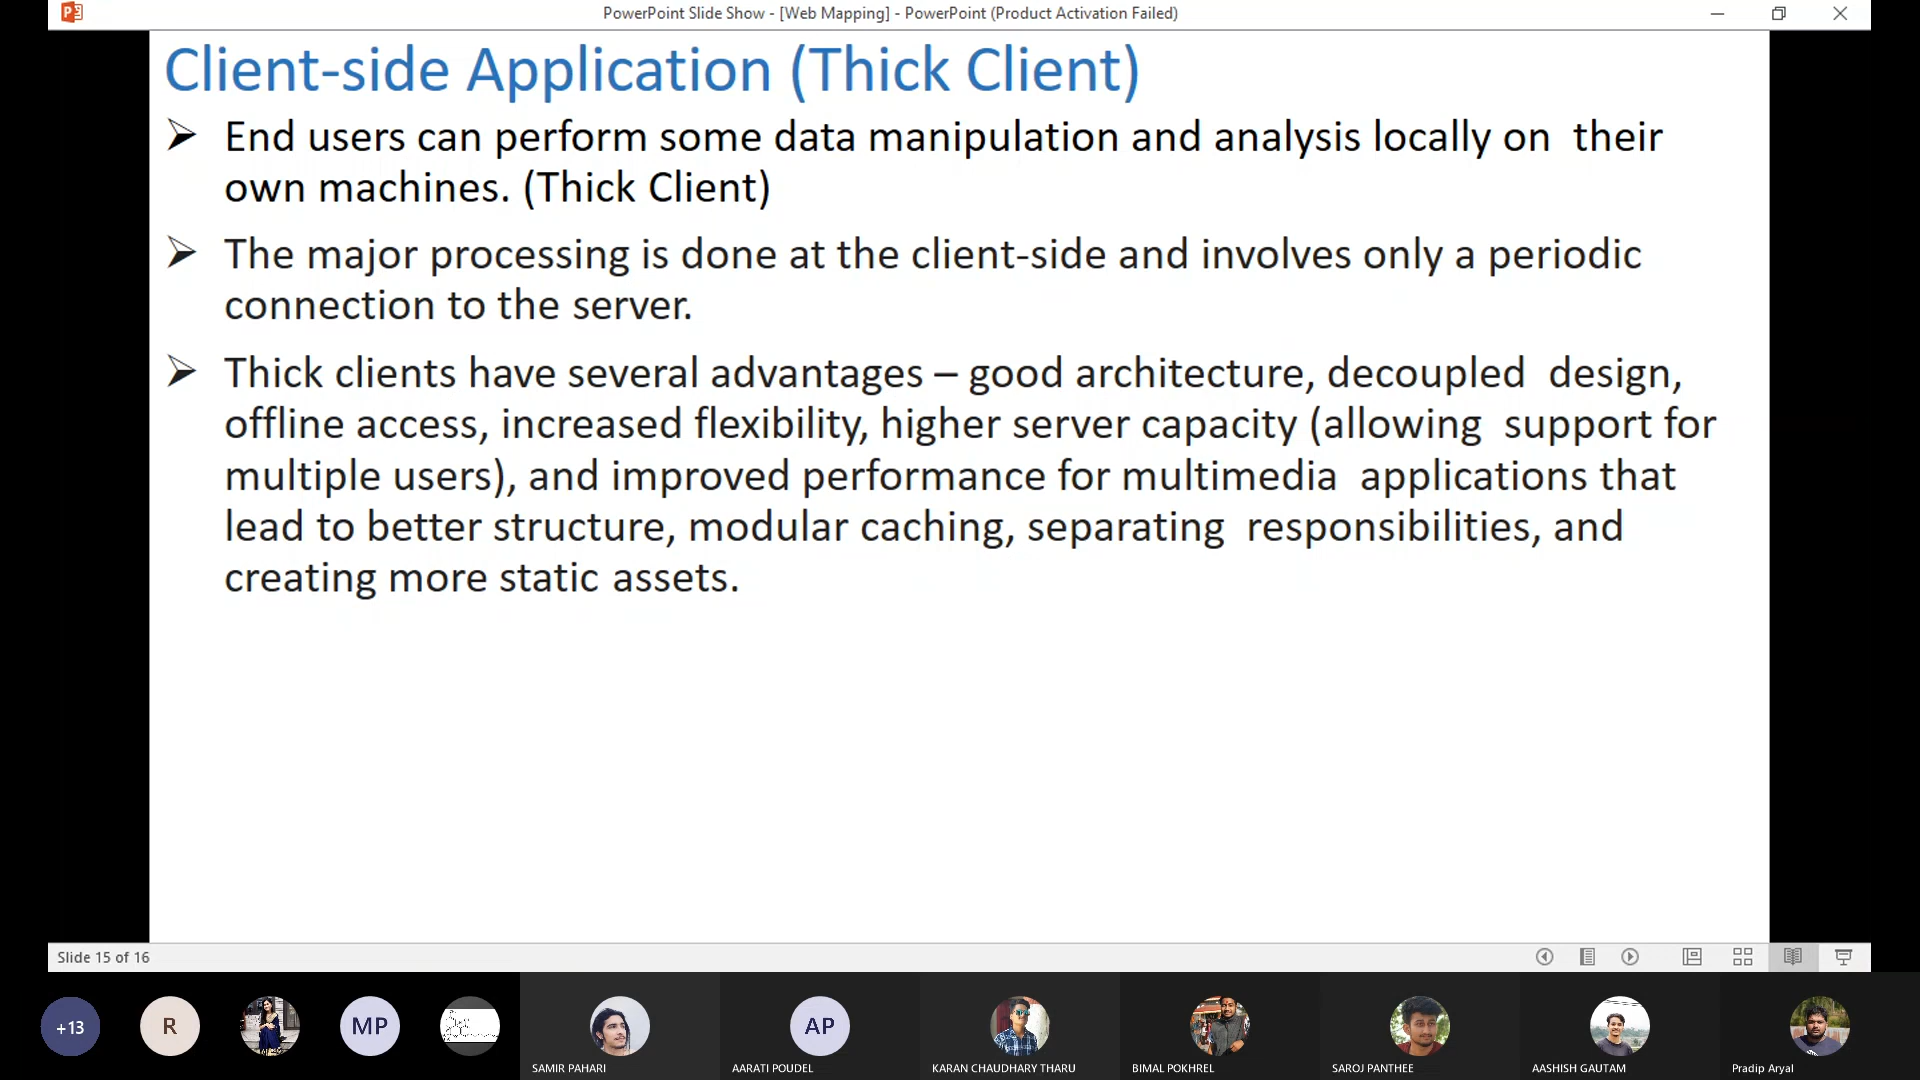 PowerPoint Slide Show - [Web Mapping] - PowerPoint (Product Activation Failed)
Client-side Application (Thick Client)
➢ End users can perform some data manipulation and analysis locally on their
own machines. (Thick Client)
➢ The major processing is done at the client-side and involves only a periodic
connection to the server.
➢ Thick clients have several advantages – good architecture, decoupled design,
offline access, increased flexibility, higher server capacity (allowing support for
multiple users), and improved performance for multimedia applications that
lead to better structure, modular caching, separating responsibilities, and
creating more static assets.
Slide 15 of 16
+13 R MP AP
SAMIR PAHARI AARATI POUDEL KARAN CHAUDHARY THARU BIMAL POKHREL SAROJ PANTHEE AASHISH GAUTAM Pradip Aryal